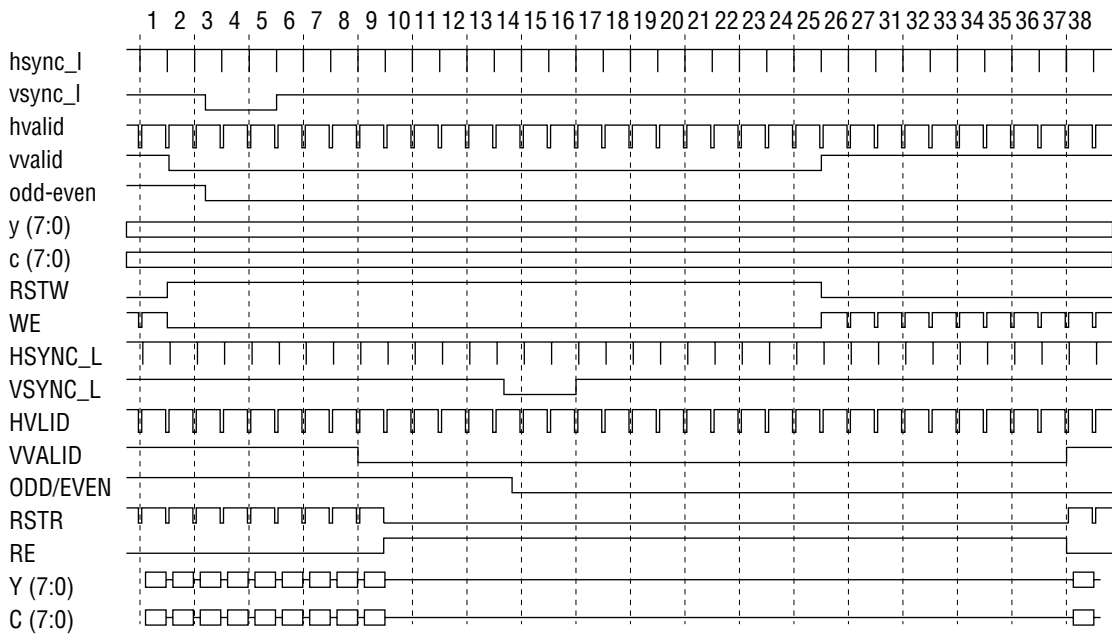 1 2 3 4 5 6 7 8 9 10 11 12 13 14 15 16 17 18 19 20 21 22 23 24 25 26 27 31 32 33 34 35 36 37 38
hsync_l
vsync_l
hvalid
vvalid
odd-even
y (7:0)
c (7:0)
RSTW
WE
HSYNC_L
VSYNC_L
HVLID
VVALID
ODD/EVEN
RSTR
RE
Y (7:0)
C (7:0)